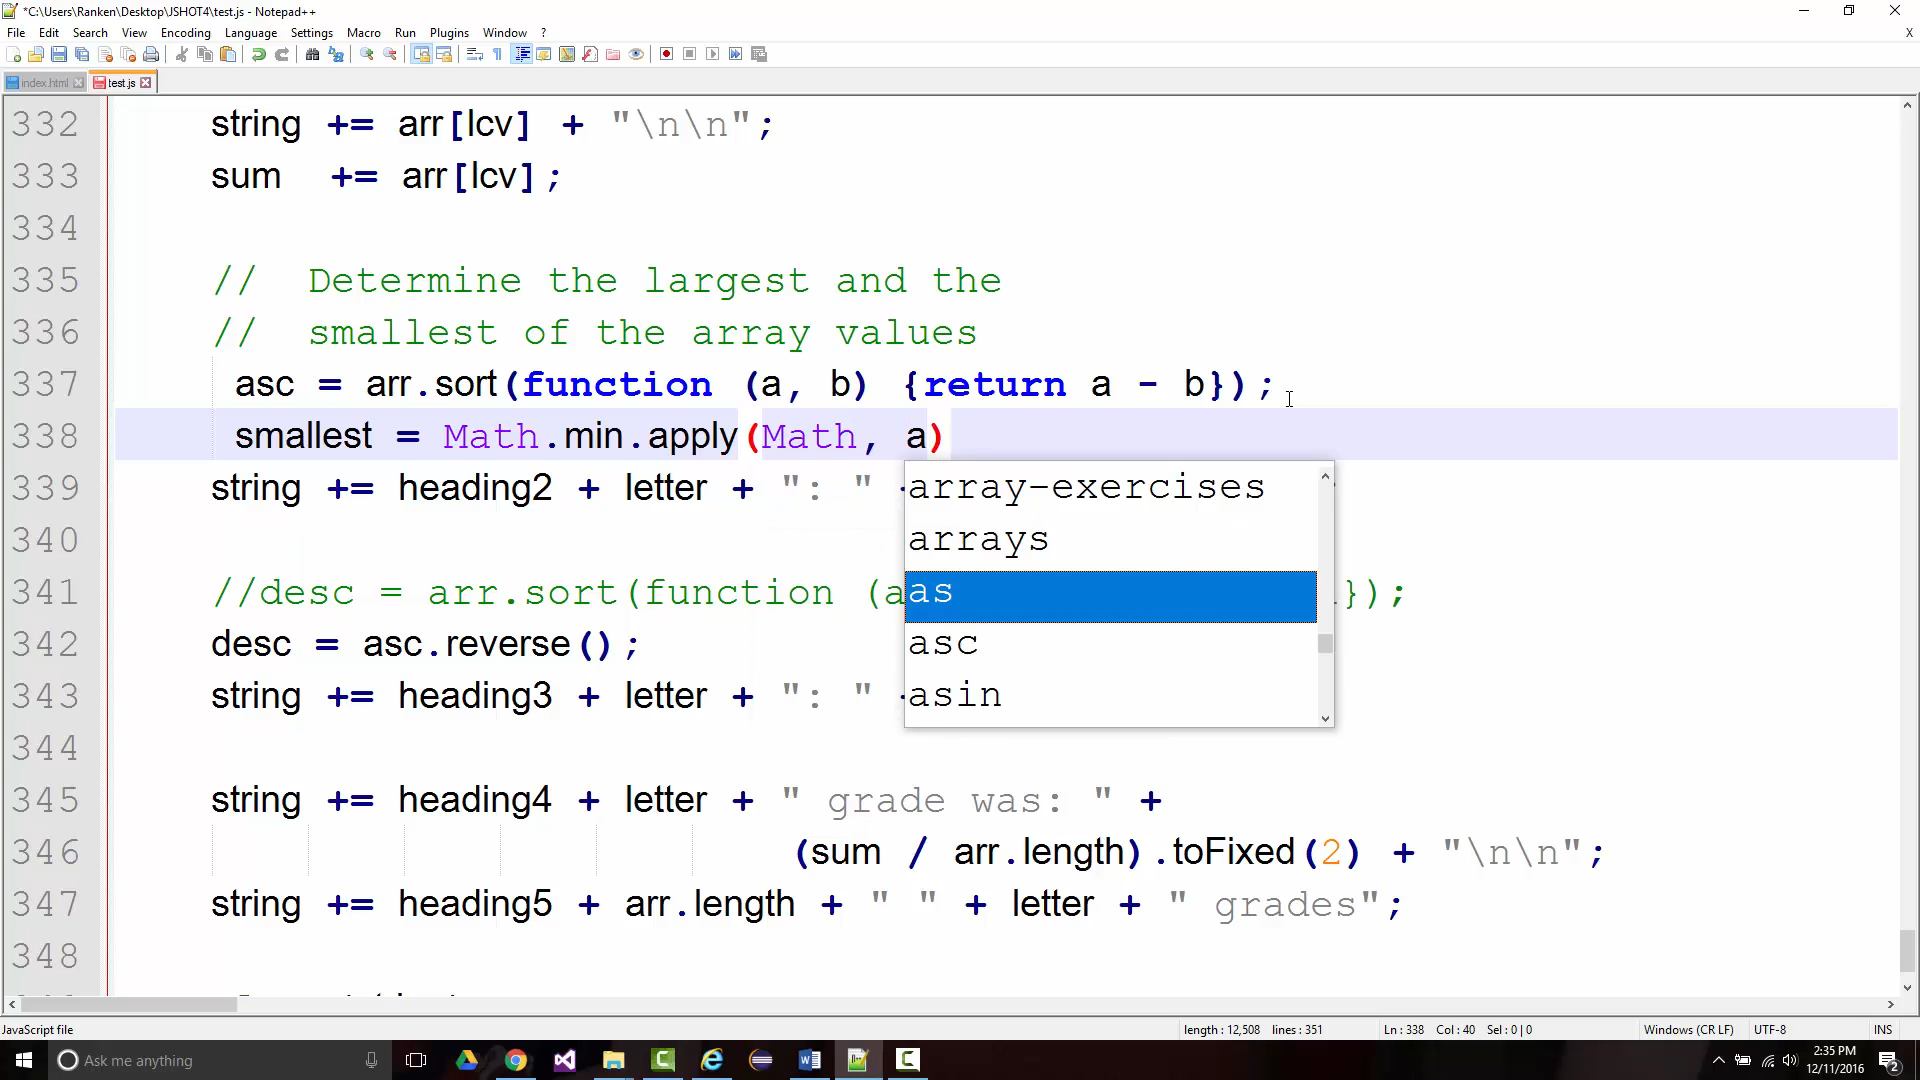 *C:\Users\Ranken\Desktop\JSHOT4\test.js - Notepad++
File Edit Search View Encoding Language Settings Macro Run Plugins Window ? X
index.html test.js
332 string += arr[lcv] + "\n\n";
333 sum += arr[lcv];
334
335 // Determine the largest and the
336 // smallest of the array values
337 asc = arr.sort(function (a, b) {return a - b});
338 smallest = Math.min.apply(Math, a)
339 string += heading2 + letter + ": "
array-exercises
arrays
as
asc
asin
340
341 //desc = arr.sort(function (a });
342 desc = asc.reverse();
343 string += heading3 + letter + ": "
344
345 string += heading4 + letter + " grade was: " +
346 (sum / arr.length).toFixed(2) + "\n\n";
347 string += heading5 + arr.length + " " + letter + " grades";
348
JavaScript file length : 12,508 lines : 351 Ln : 338 Col : 40 Sel : 0 | 0 Windows (CR LF) UTF-8 INS
Ask me anything
2:35 PM
12/11/2016
2